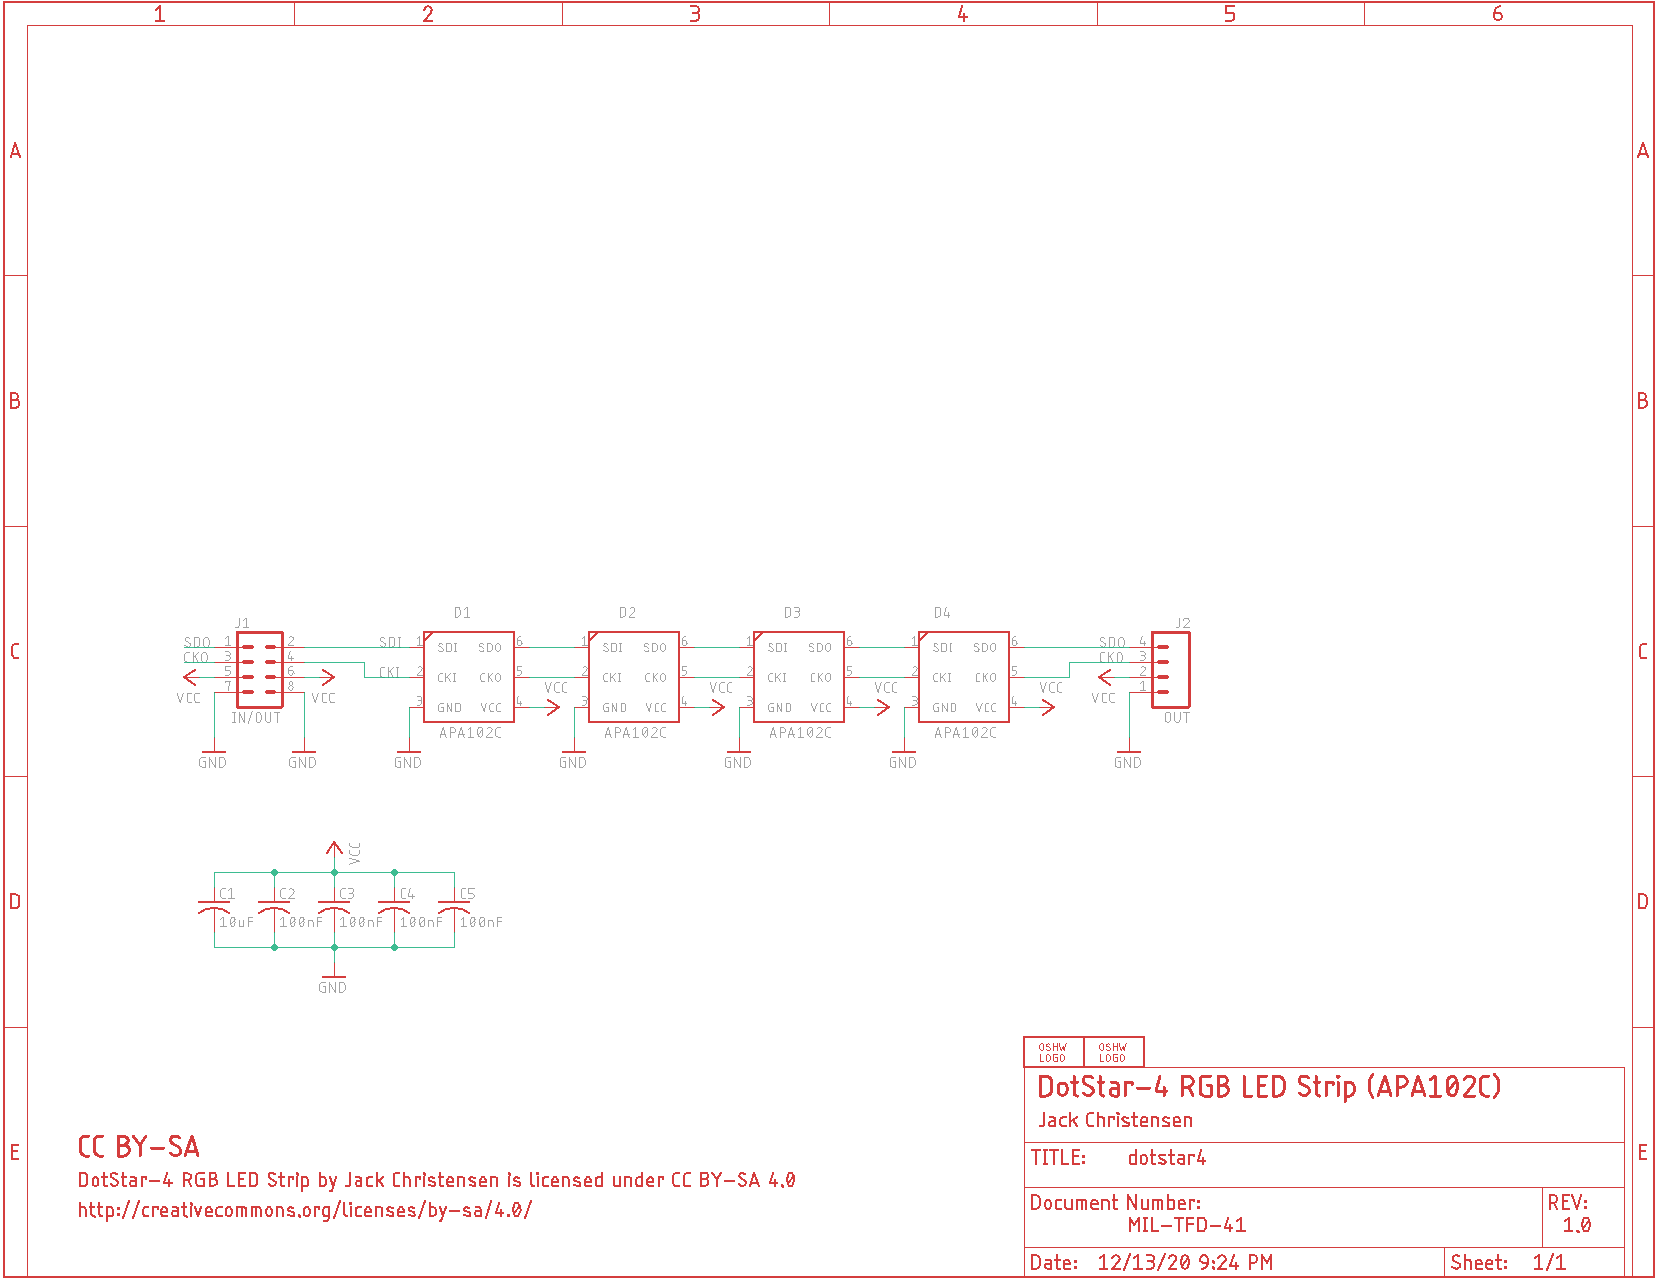 1 2 3 4 5 6
A A
B B
C C
D D
E E
J1
SDO 1 2
CKO 3 4
5 6
7 8
VCC VCC
IN/OUT
GND GND
SDI
CKI
D1
1 SDI SDO 6
2 CKI CKO 5
3 GND VCC 4
APA102C
VCC
GND
D2
1 SDI SDO 6
2 CKI CKO 5
3 GND VCC 4
APA102C
VCC
GND
D3
1 SDI SDO 6
2 CKI CKO 5
3 GND VCC 4
APA102C
VCC
GND
D4
1 SDI SDO 6
2 CKI CKO 5
3 GND VCC 4
APA102C
VCC
GND
J2
SDO 4
CKO 3
2
1
VCC
OUT
GND
VCC
C1 C2 C3 C4 C5
10uF 100nF 100nF 100nF 100nF
GND
OSHW LOGO
OSHW LOGO
DotStar-4 RGB LED Strip (APA102C)
Jack Christensen
TITLE: dotstar4
Document Number:
MIL-TFD-41
REV:
1.0
Date: 12/13/20 9:24 PM
Sheet: 1/1
CC BY-SA
DotStar-4 RGB LED Strip by Jack Christensen is licensed under CC BY-SA 4.0
http://creativecommons.org/licenses/by-sa/4.0/